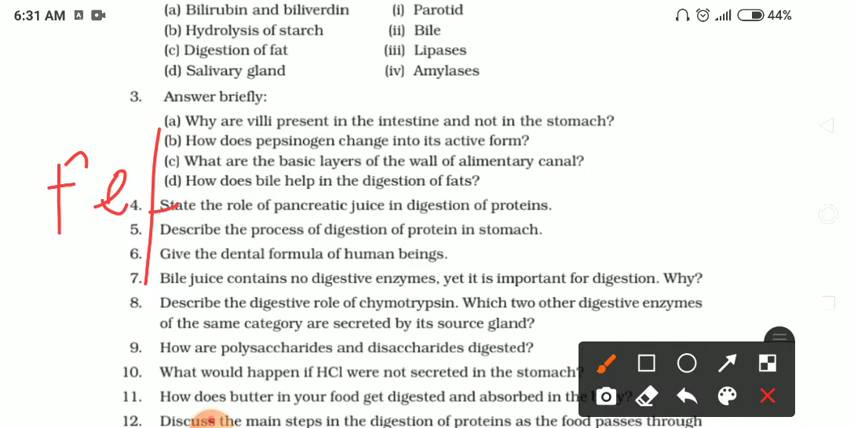 6:31 AM 44%
(a) Bilirubin and biliverdin (i) Parotid
(b) Hydrolysis of starch (ii) Bile
(c) Digestion of fat (iii) Lipases
(d) Salivary gland (iv) Amylases
3. Answer briefly:
(a) Why are villi present in the intestine and not in the stomach?
(b) How does pepsinogen change into its active form?
(c) What are the basic layers of the wall of alimentary canal?
(d) How does bile help in the digestion of fats?
4. State the role of pancreatic juice in digestion of proteins.
5. Describe the process of digestion of protein in stomach.
6. Give the dental formula of human beings.
7. Bile juice contains no digestive enzymes, yet it is important for digestion. Why?
8. Describe the digestive role of chymotrypsin. Which two other digestive enzymes
of the same category are secreted by its source gland?
9. How are polysaccharides and disaccharides digested?
10. What would happen if HCl were not secreted in the stomach?
11. How does butter in your food get digested and absorbed in the
12. Discuss the main steps in the digestion of proteins as the food passes through